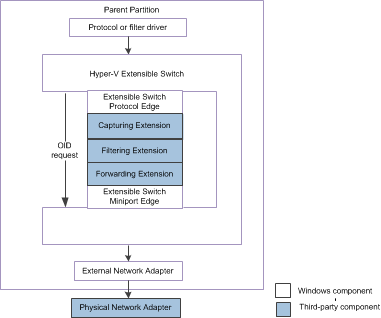 Parent Partition
Protocol or filter driver
Hyper-V Extensible Switch
Extensible Switch
Protocol Edge
Capturing Extension
OID
request
Filtering Extension
Forwarding Extension
Extensible Switch
Miniport Edge
External Network Adapter
Physical Network Adapter
Windows component
Third-party component